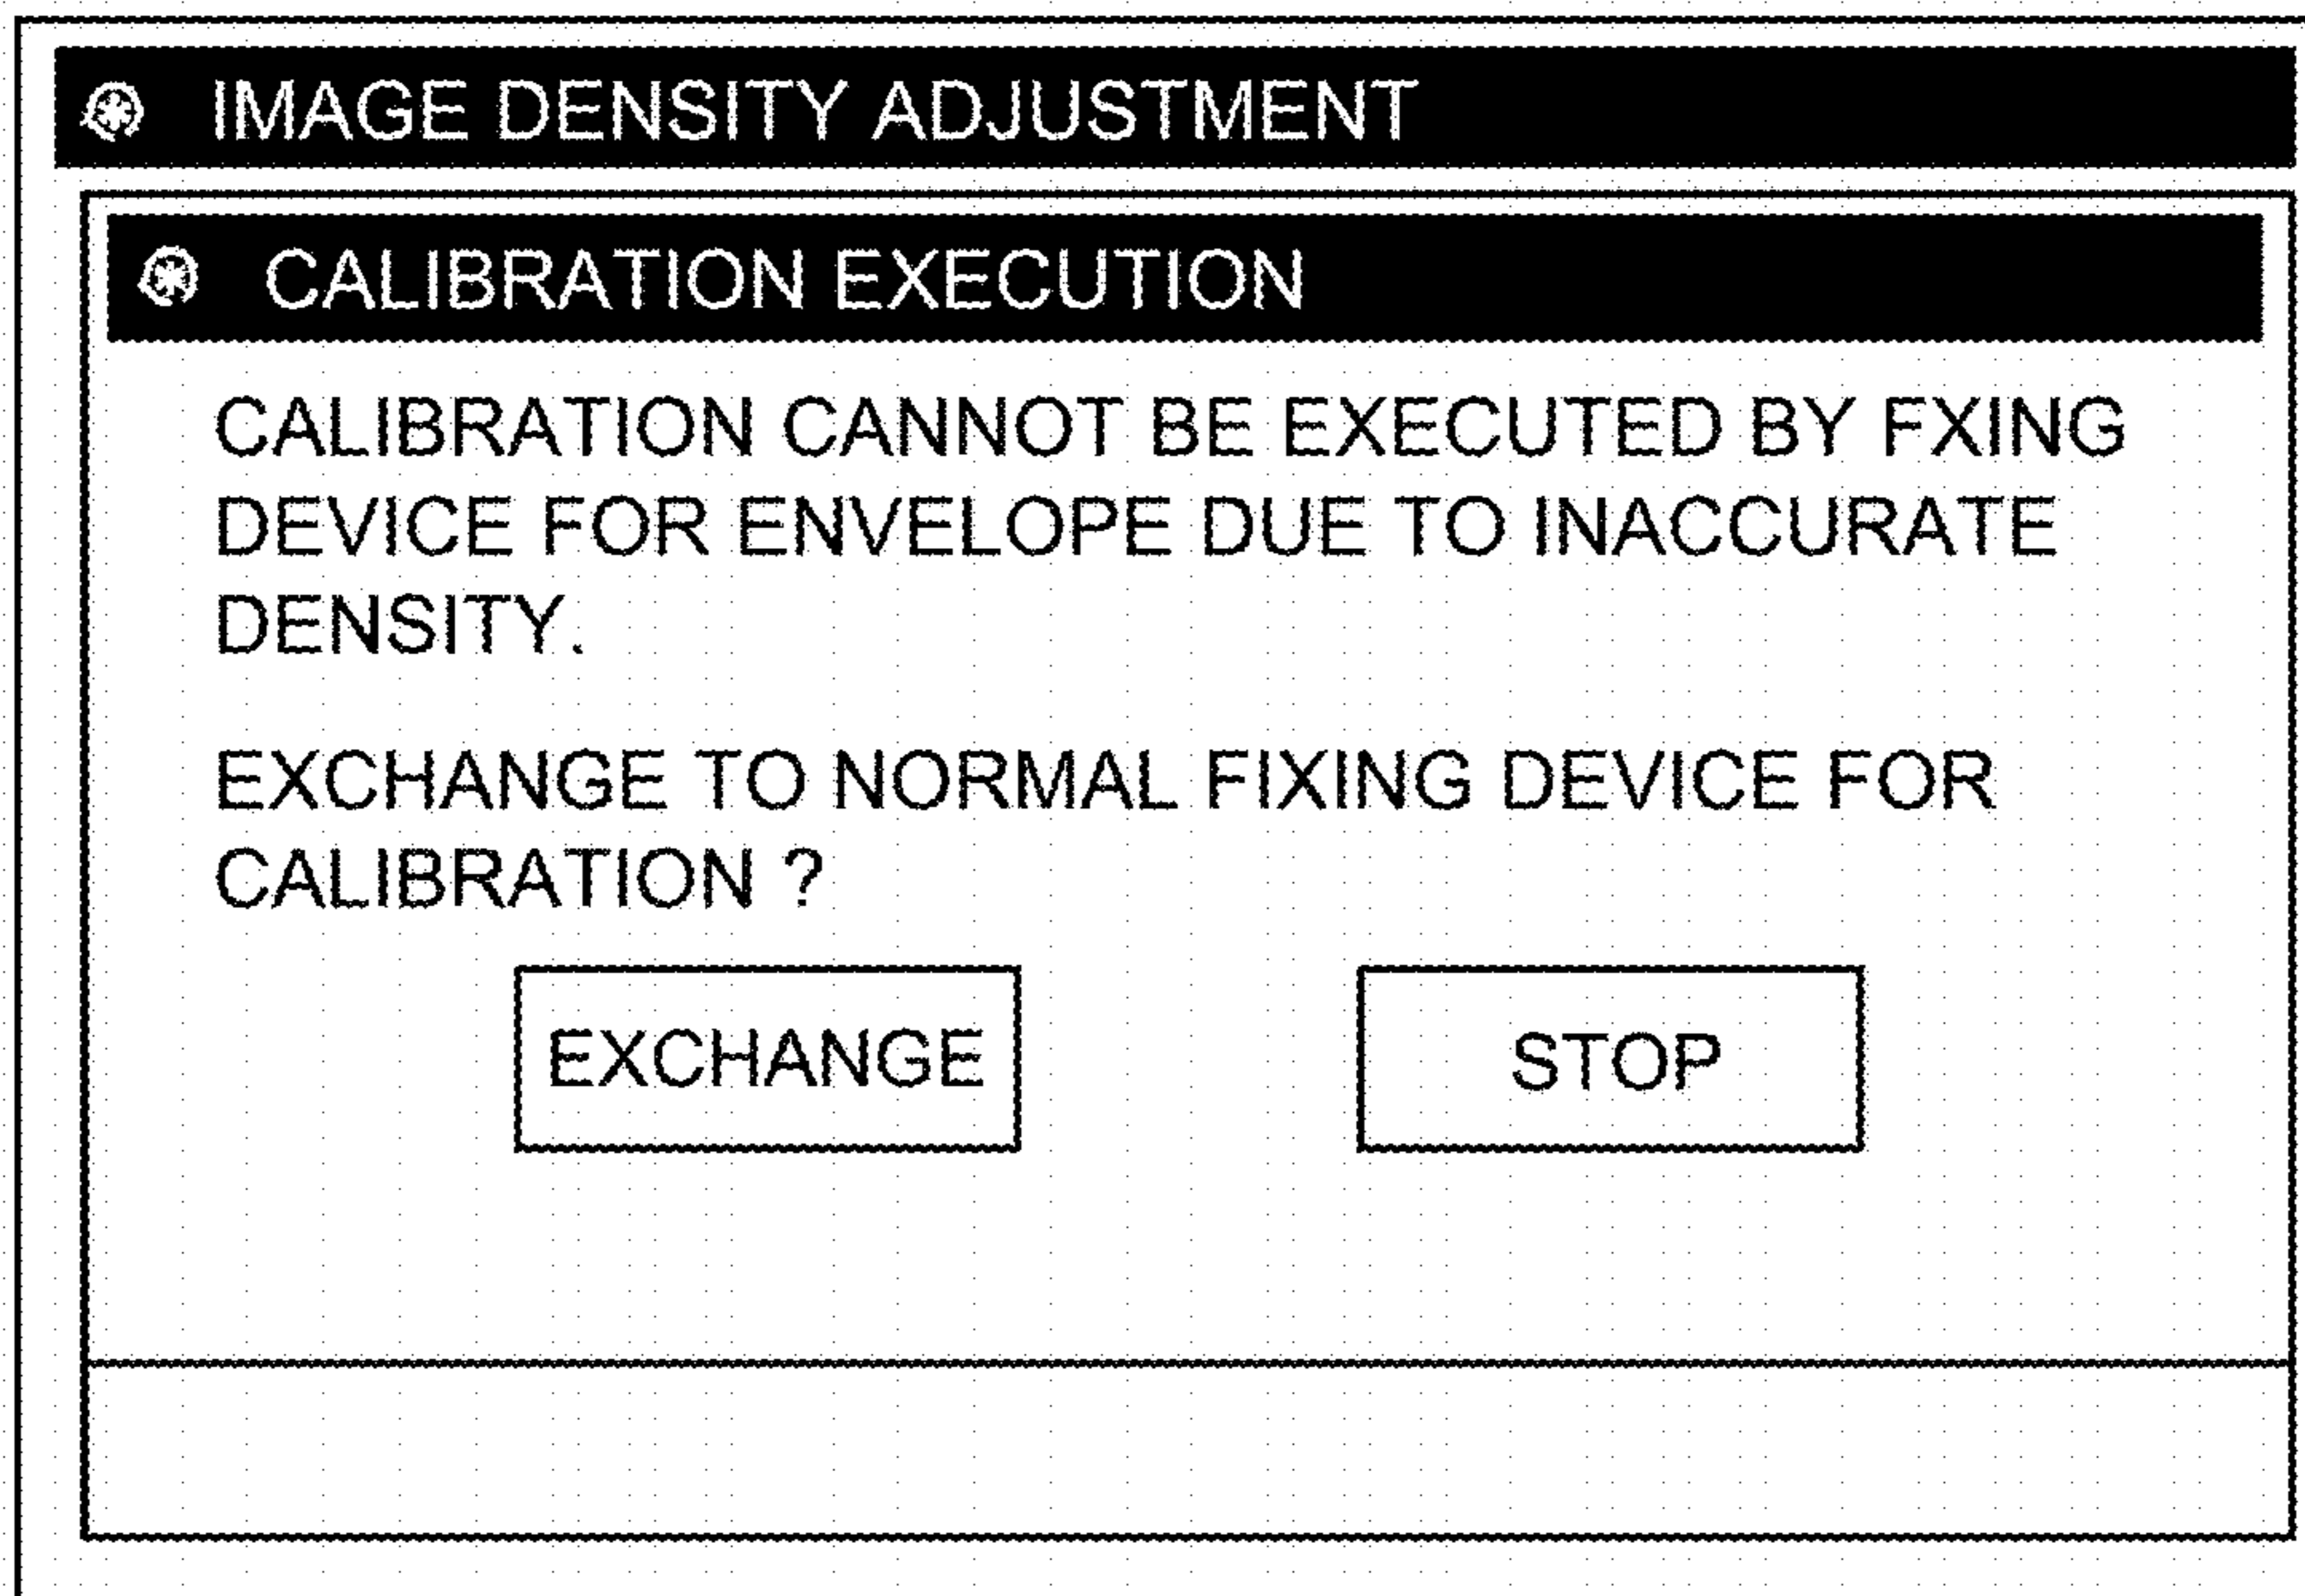 IMAGE DENSITY ADJUSTMENT
CALIBRATION EXECUTION
CALIBRATION CANNOT BE EXECUTED BY FXING
DEVICE FOR ENVELOPE DUE TO INACCURATE
DENSITY.
EXCHANGE TO NORMAL FIXING DEVICE FOR
CALIBRATION ?
EXCHANGE
STOP